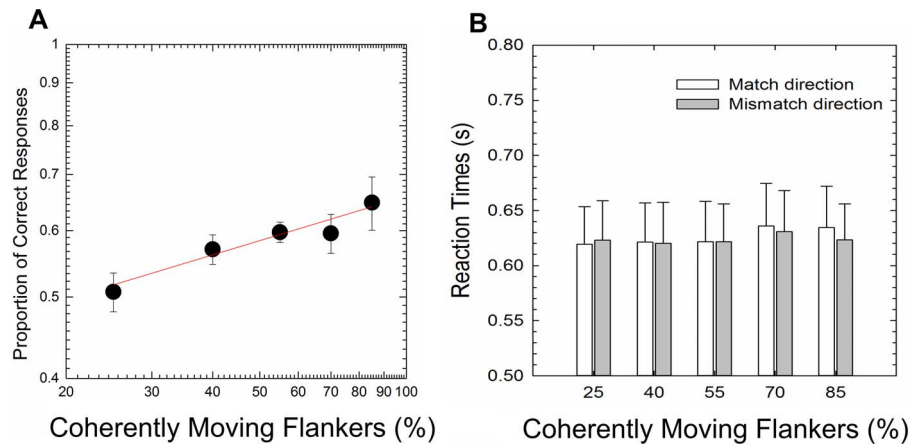 A
Proportion of Correct Responses
1
0.9
0.8
0.7
0.6
0.5
0.4
20 30 40 50 60 70 80 90 100
Coherently Moving Flankers (%)
B
Reaction Times (s)
0.80
0.75
0.70
0.65
0.60
0.55
0.50
Match direction
Mismatch direction
25 40 55 70 85
Coherently Moving Flankers (%)